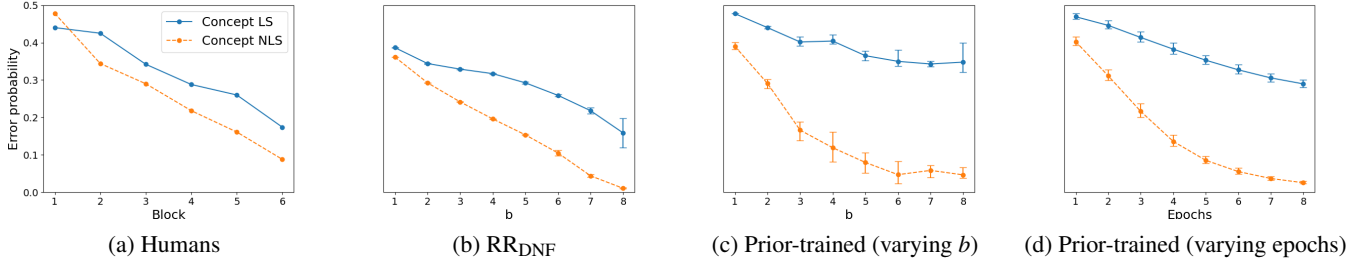 0.5
0.4
0.3
0.2
0.1
0.0
Error probability
Concept LS
Concept NLS
1 2 3 4 5 6
Block
1 2 3 4 5 6 7 8
b
1 2 3 4 5 6 7 8
b
1 2 3 4 5 6 7 8
Epochs
(a) Humans
(b) RR_DNF
(c) Prior-trained (varying b)
(d) Prior-trained (varying epochs)